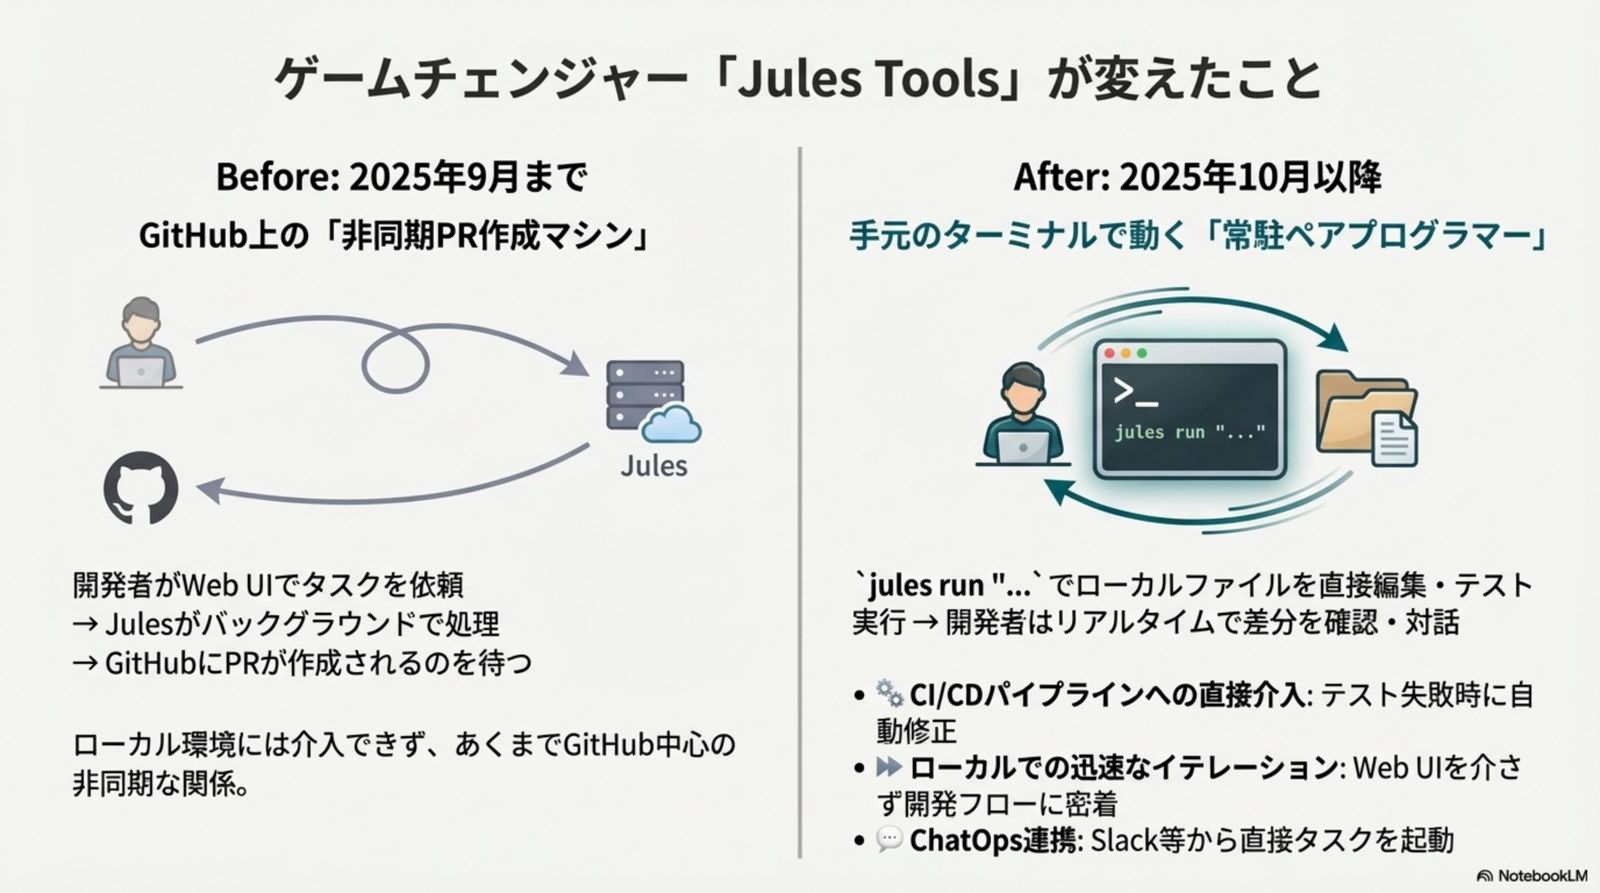 ゲームチェンジャー「Jules Tools」が変えたこと
Before: 2025年9月まで
GitHub上の「非同期PR作成マシン」
Jules
開発者がWeb UIでタスクを依頼
→ Julesがバックグラウンドで処理
→ GitHubにPRが作成されるのを待つ
ローカル環境には介入できず、あくまでGitHub中心の
非同期な関係。
After: 2025年10月以降
手元のターミナルで動く「常駐ペアプログラマー」
>_
jules run "..."
`jules run "...`でローカルファイルを直接編集・テスト
実行 → 開発者はリアルタイムで差分を確認・対話
• CI/CDパイプラインへの直接介入: テスト失敗時に自
動修正
• ローカルでの迅速なイテレーション: Web UIを介さ
ず開発フローに密着
• ChatOps連携: Slack等から直接タスクを起動
NotebookLM